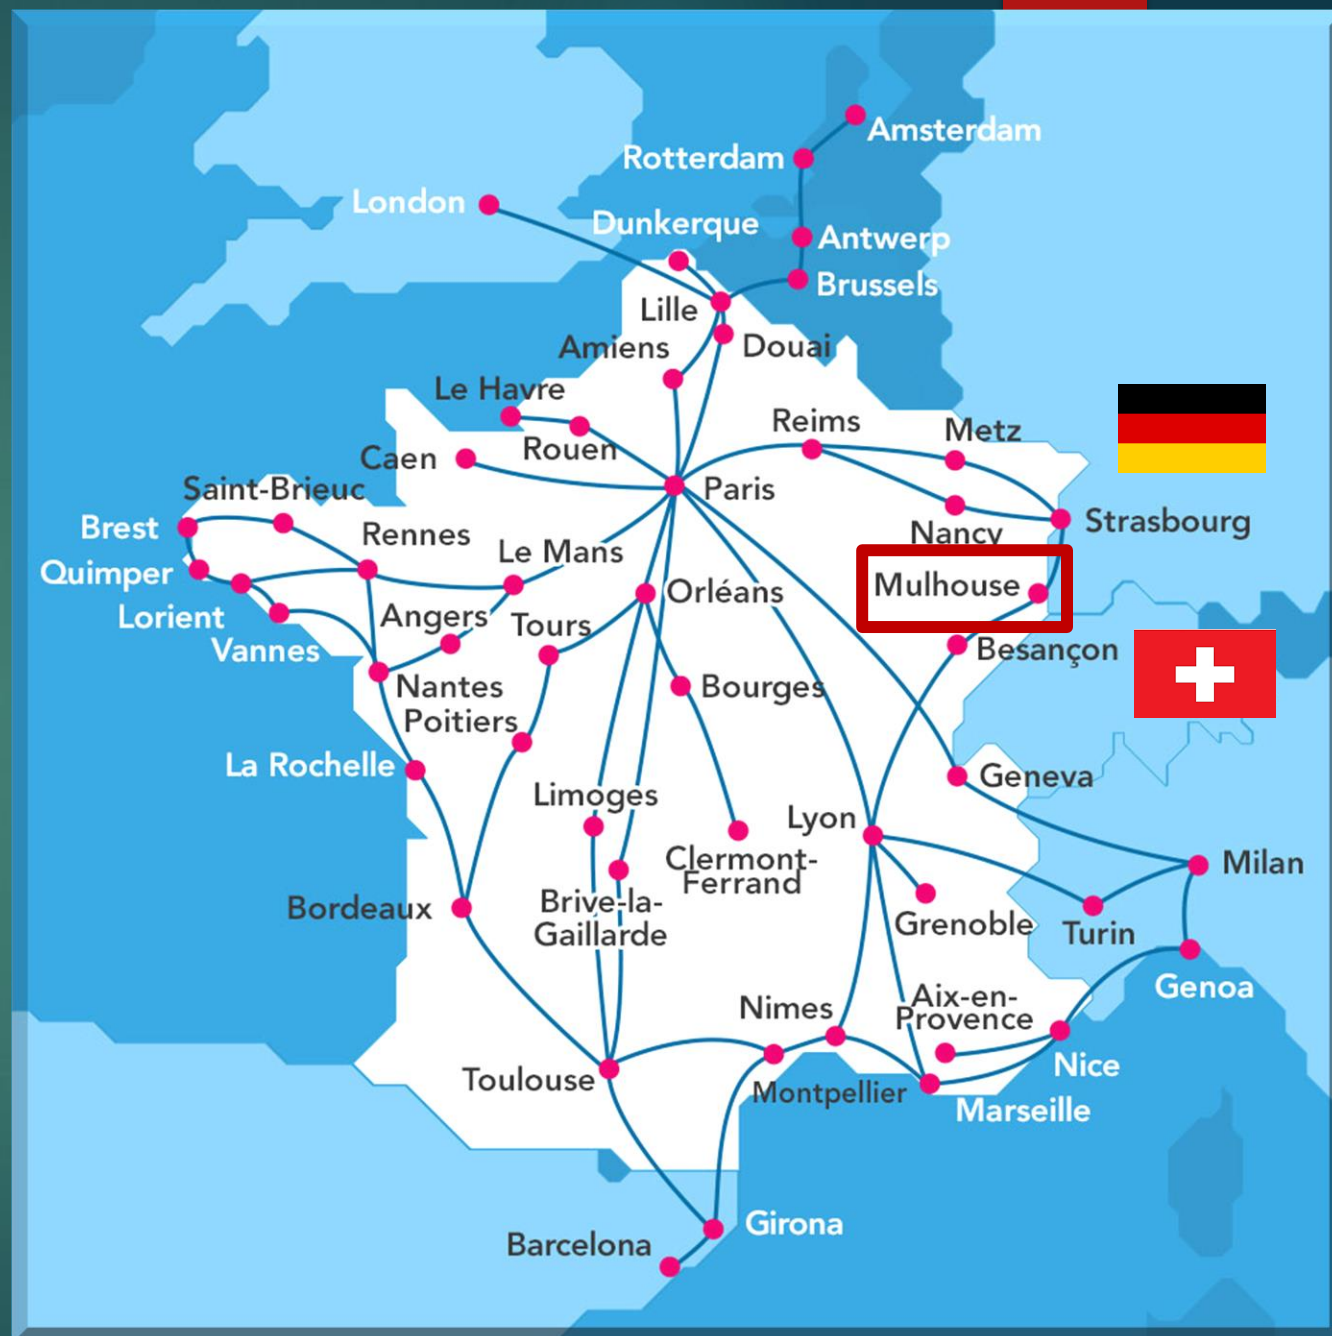 Amsterdam
Rotterdam
London
Dunkerque
Antwerp
Brussels
Lille
Amiens
Douai
Le Havre
Reims
Metz
Rouen
Caen
Saint-Brieuc
Paris
Brest
Rennes
Nancy
Strasbourg
Quimper
Le Mans
Mulhouse
Orléans
Lorient
Angers
Tours
Vannes
Besançon
Nantes
Bourges
Poitiers
La Rochelle
Geneva
Limoges
Lyon
Clermont-
Ferrand
Milan
Bordeaux
Brive-la-
Gaillarde
Grenoble
Turin
Genoa
Nimes
Aix-en-
Provence
Toulouse
Montpellier
Nice
Marseille
Girona
Barcelona